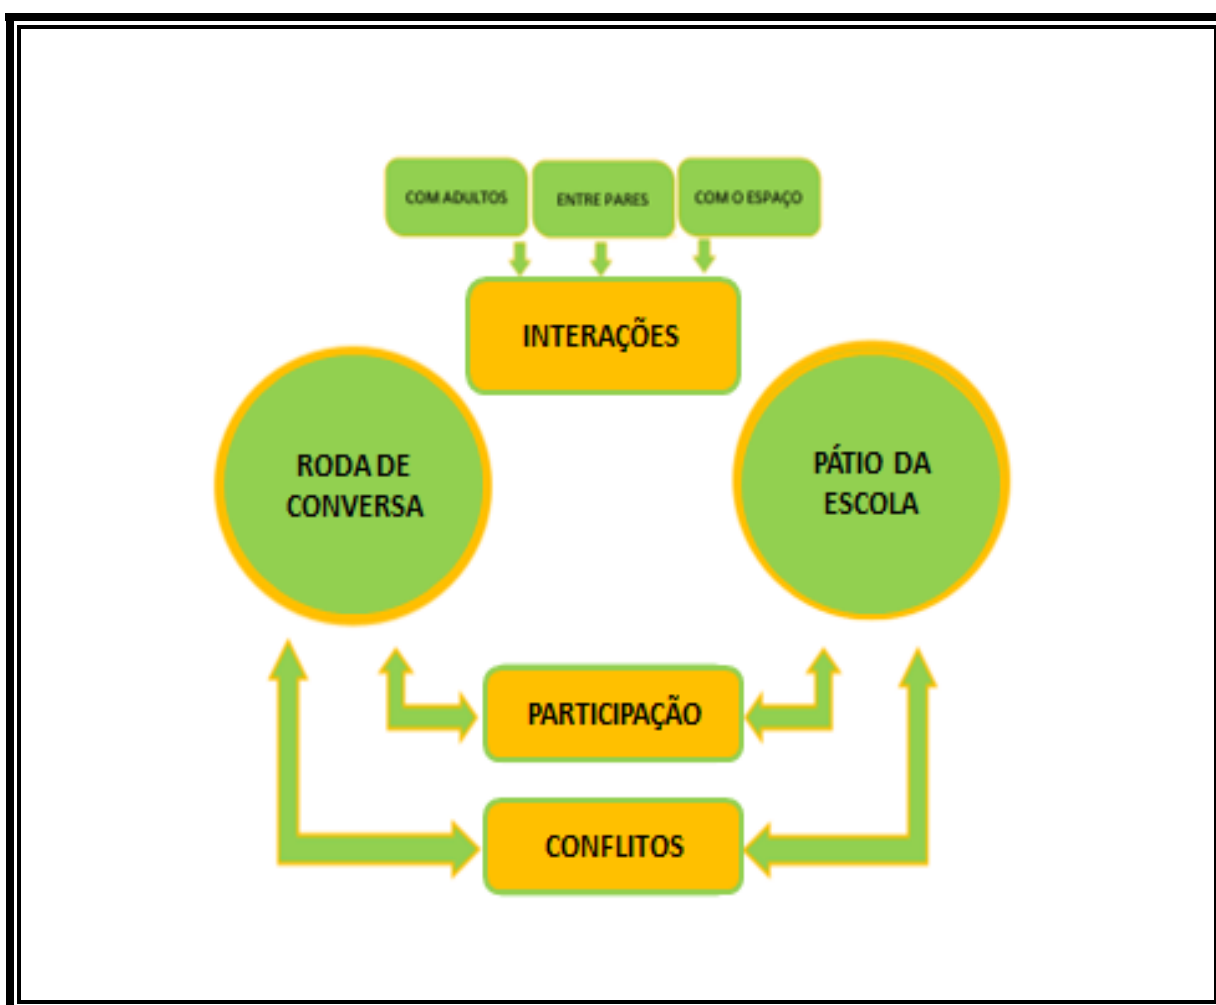 COM ADULTOS
ENTRE PARES
COM O ESPAÇO
INTERAÇÕES
RODA DE
CONVERSA
PÁTIO DA
ESCOLA
PARTICIPAÇÃO
CONFLITOS